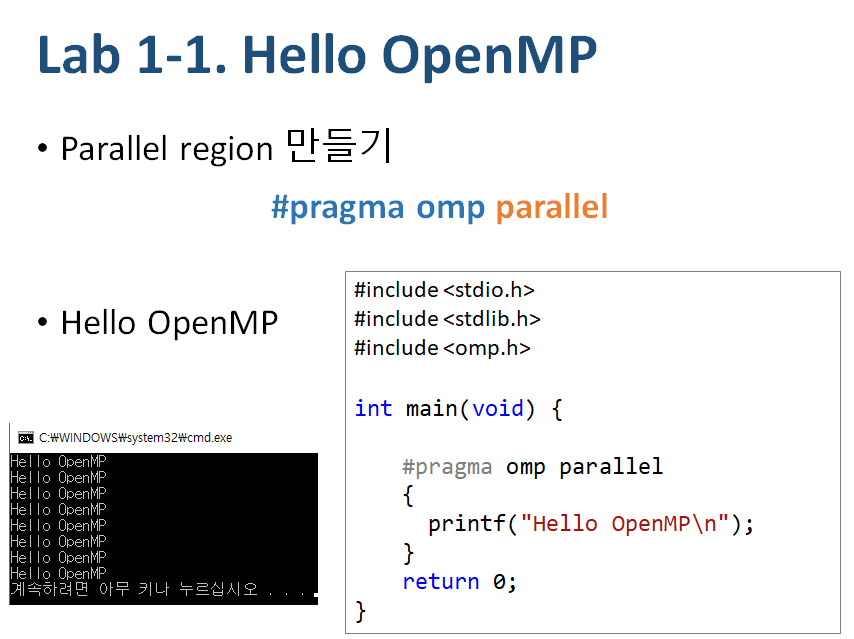 Lab 1-1. Hello OpenMP
• Parallel region 만들기
#pragma omp parallel
• Hello OpenMP
C:₩WINDOWS₩system32₩cmd.exe
Hello OpenMP
Hello OpenMP
Hello OpenMP
Hello OpenMP
Hello OpenMP
Hello OpenMP
Hello OpenMP
Hello OpenMP
계속하려면 아무 키나 누르십시오 . . .
#include <stdio.h>
#include <stdlib.h>
#include <omp.h>
int main(void) {
#pragma omp parallel
{
printf("Hello OpenMP\n");
}
return 0;
}